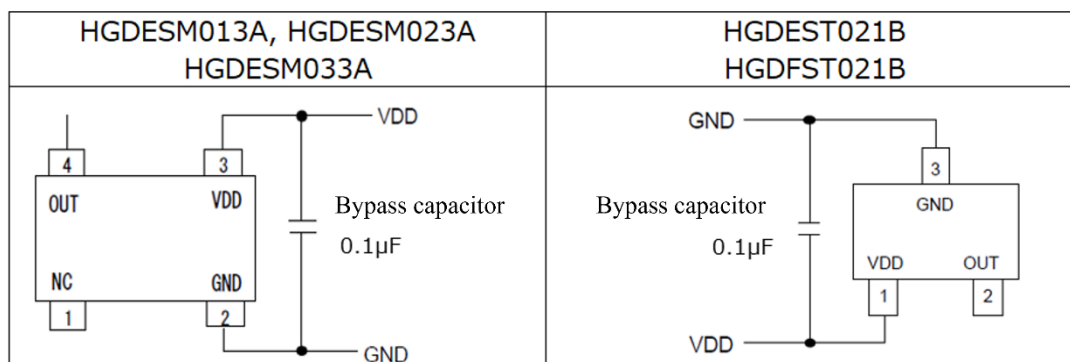 HGDESM013A, HGDESM023A
HGDESM033A
HGDEST021B
HGDFST021B
VDD
4
3
OUT
VDD
Bypass capacitor
0.1μF
NC
GND
1
2
GND
GND
3
GND
Bypass capacitor
0.1μF
VDD
OUT
1
2
VDD